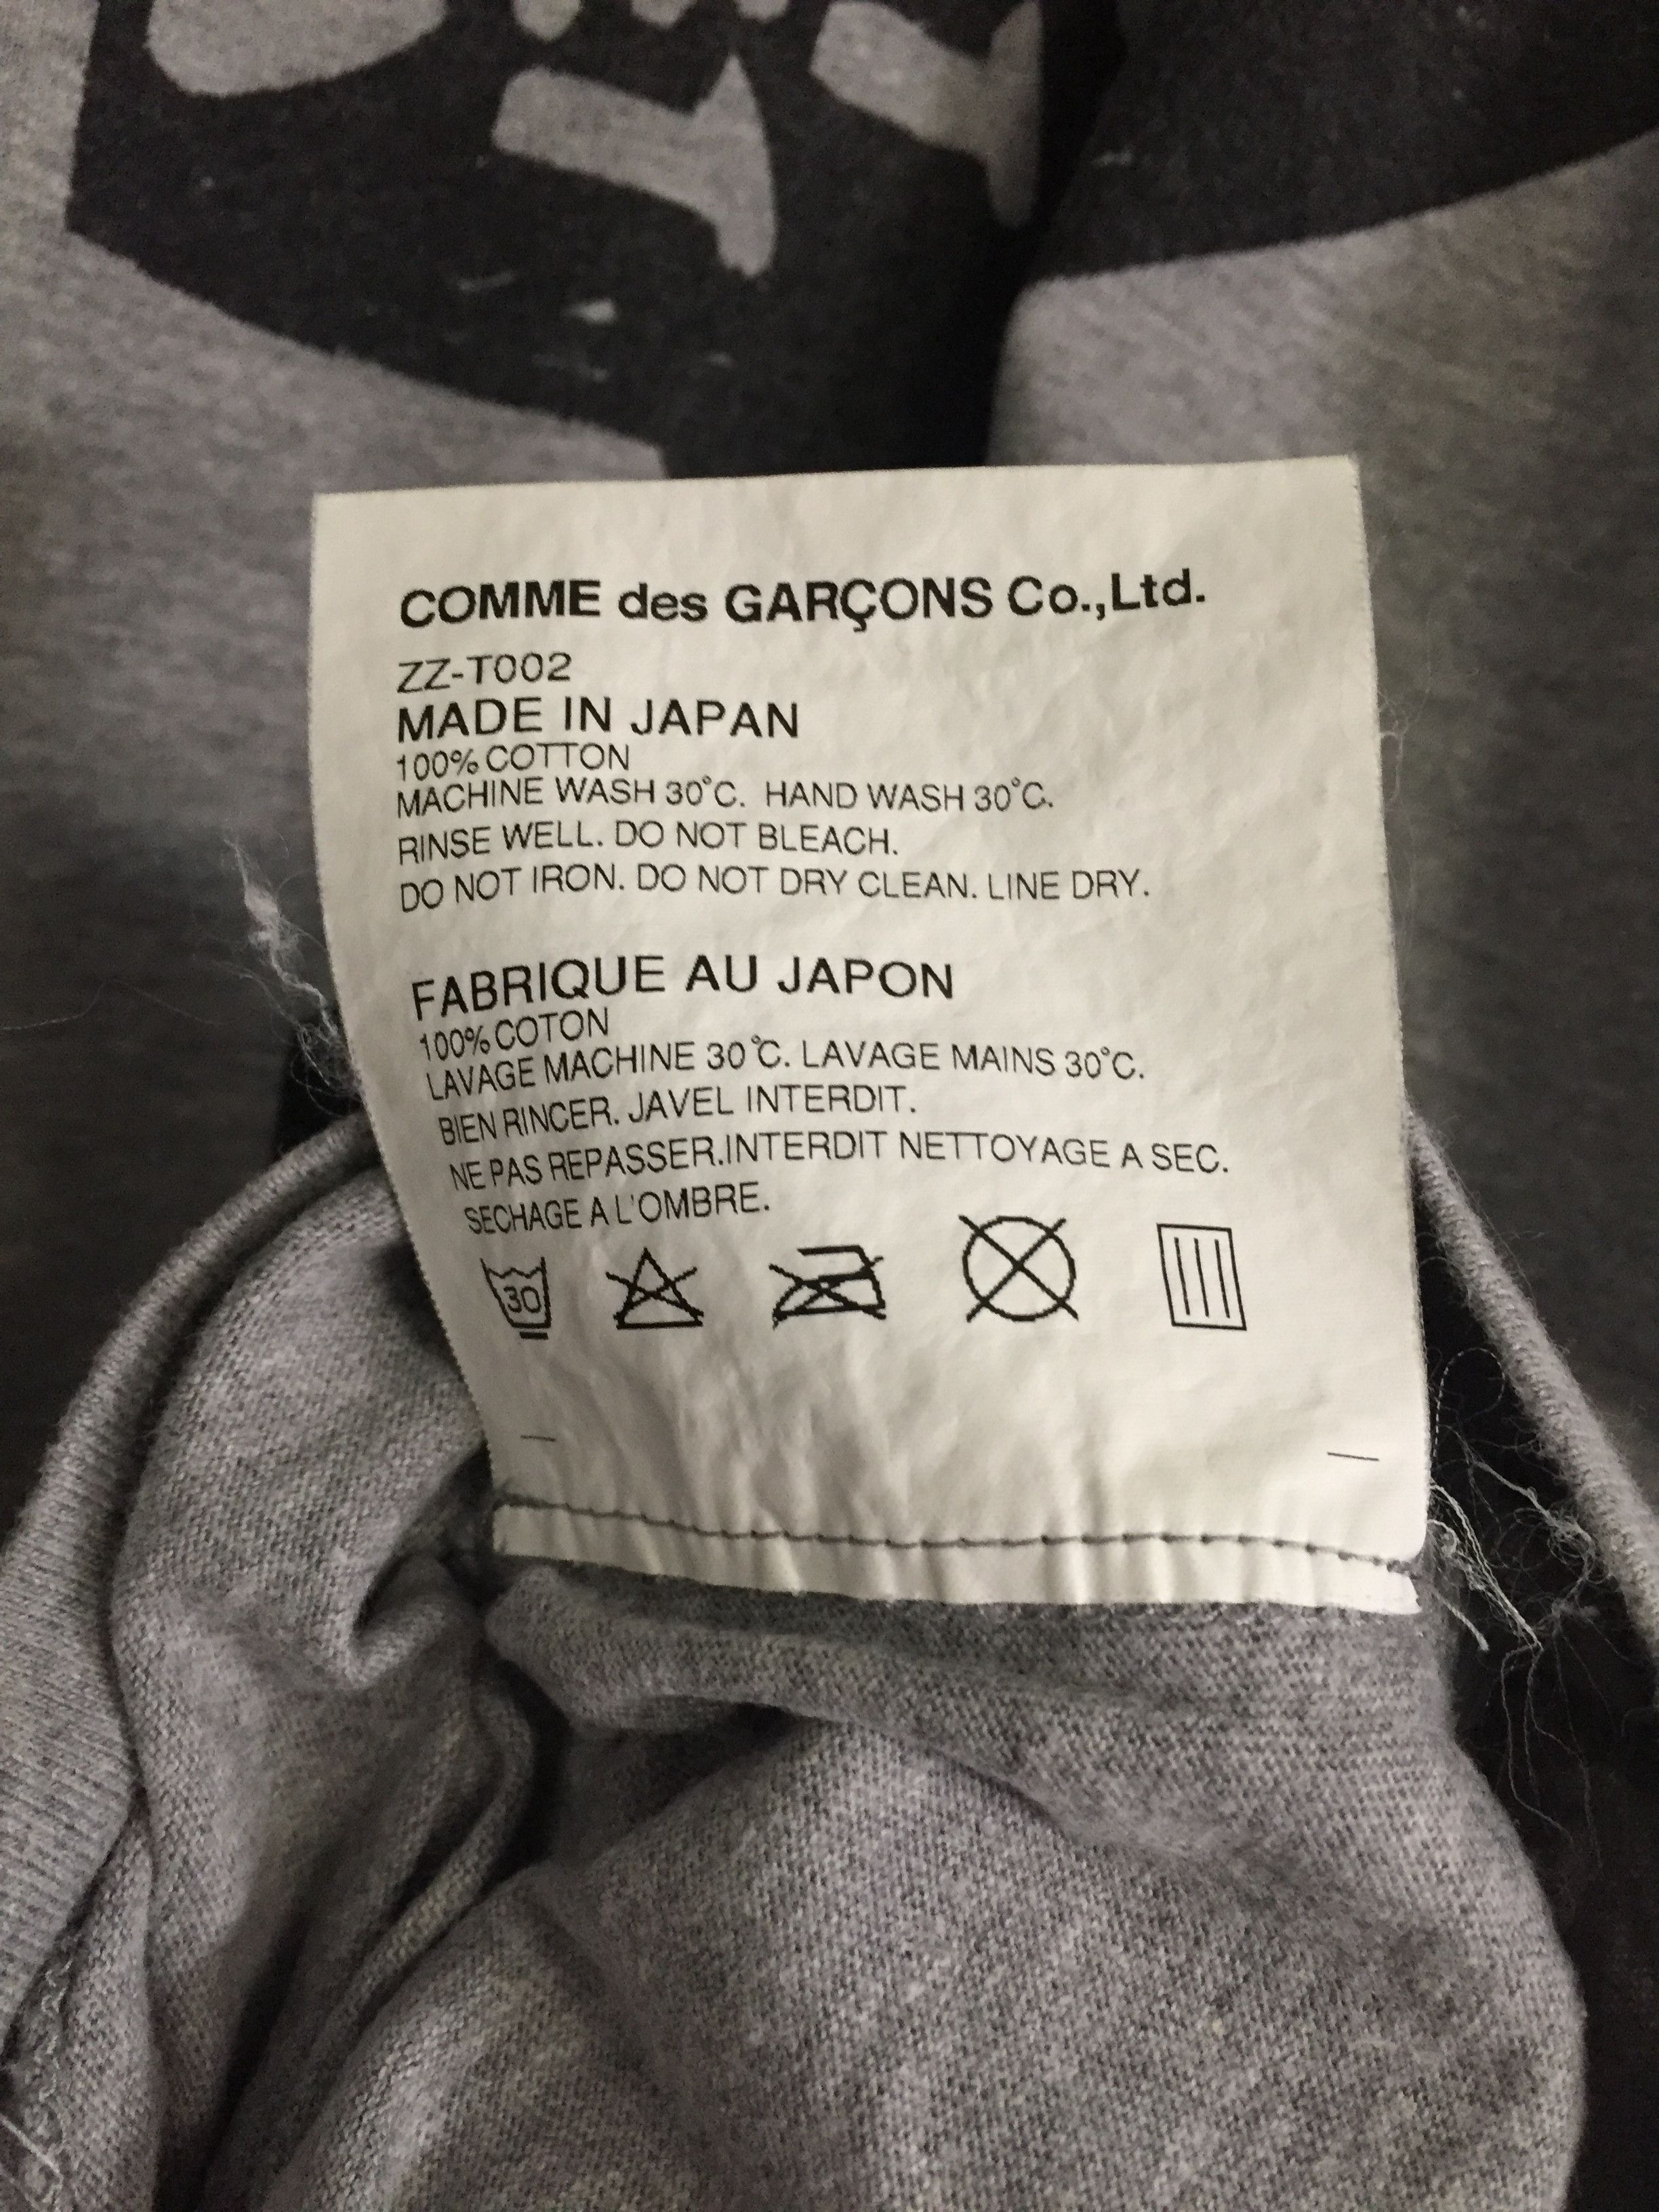 COMME des GARÇONS Co.,Ltd.
ZZ-T002
MADE IN JAPAN
100% COTTON
MACHINE WASH 30°C. HAND WASH 30°C.
RINSE WELL. DO NOT BLEACH.
DO NOT IRON. DO NOT DRY CLEAN. LINE DRY.
FABRIQUE AU JAPON
100% COTON
LAVAGE MACHINE 30°C. LAVAGE MAINS 30°C.
BIEN RINCER. JAVEL INTERDIT.
NE PAS REPASSER.INTERDIT NETTOYAGE A SEC.
SECHAGE A L'OMBRE.
30